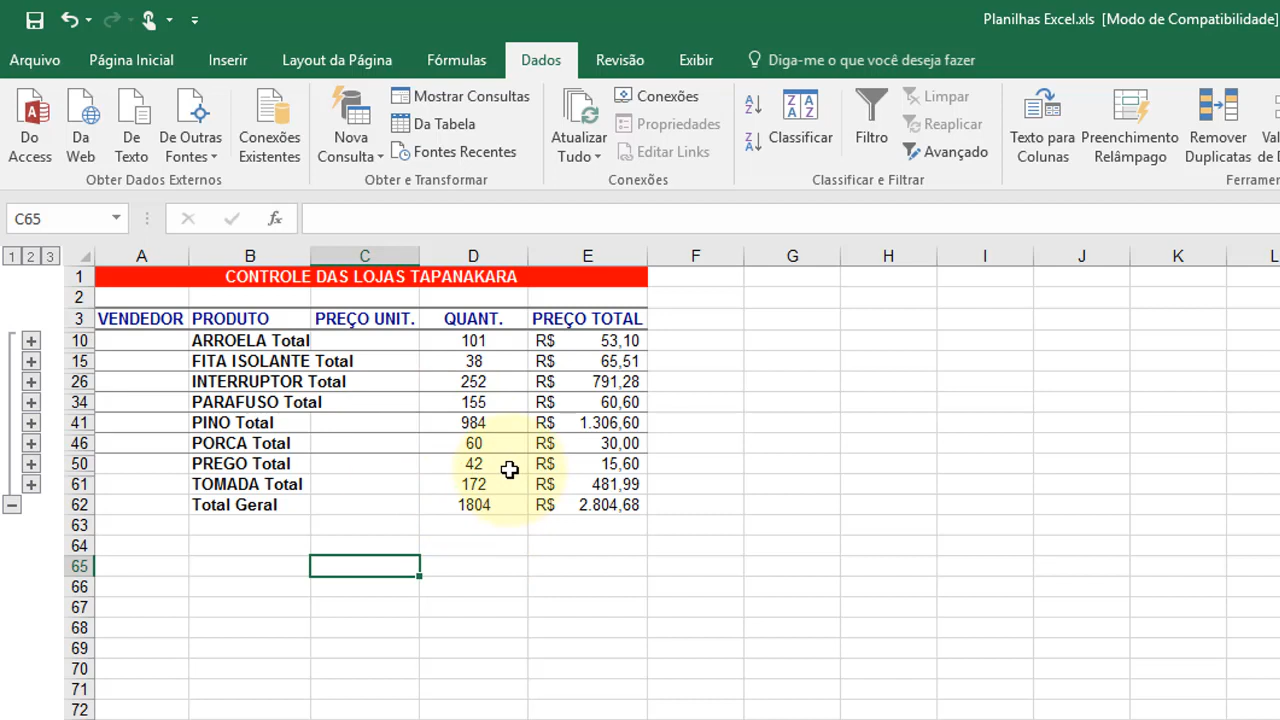 Planilhas Excel.xls [Modo de Compatibilidade]
Arquivo Página Inicial Inserir Layout da Página Fórmulas Dados Revisão Exibir Diga-me o que você deseja fazer
Do Access
Da Web
De Texto
De Outras Fontes
Conexões Existentes
Obter Dados Externos
Nova Consulta
Mostrar Consultas
Da Tabela
Fontes Recentes
Obter e Transformar
Atualizar Tudo
Conexões
Propriedades
Editar Links
Conexões
Classificar
Filtro
Limpar
Reaplicar
Avançado
Classificar e Filtrar
Texto para Colunas
Preenchimento Relâmpago
Remover Duplicatas
C65 fx
1 2 3 A B C D E F G H I J K L
1 CONTROLE DAS LOJAS TAPANAKARA
2
3 VENDEDOR PRODUTO PREÇO UNIT. QUANT. PREÇO TOTAL
10 ARROELA Total 101 R$ 53,10
15 FITA ISOLANTE Total 38 R$ 65,51
26 INTERRUPTOR Total 252 R$ 791,28
34 PARAFUSO Total 155 R$ 60,60
41 PINO Total 984 R$ 1.306,60
46 PORCA Total 60 R$ 30,00
50 PREGO Total 42 R$ 15,60
61 TOMADA Total 172 R$ 481,99
62 Total Geral 1804 R$ 2.804,68
63
64
65
66
67
68
69
70
71
72